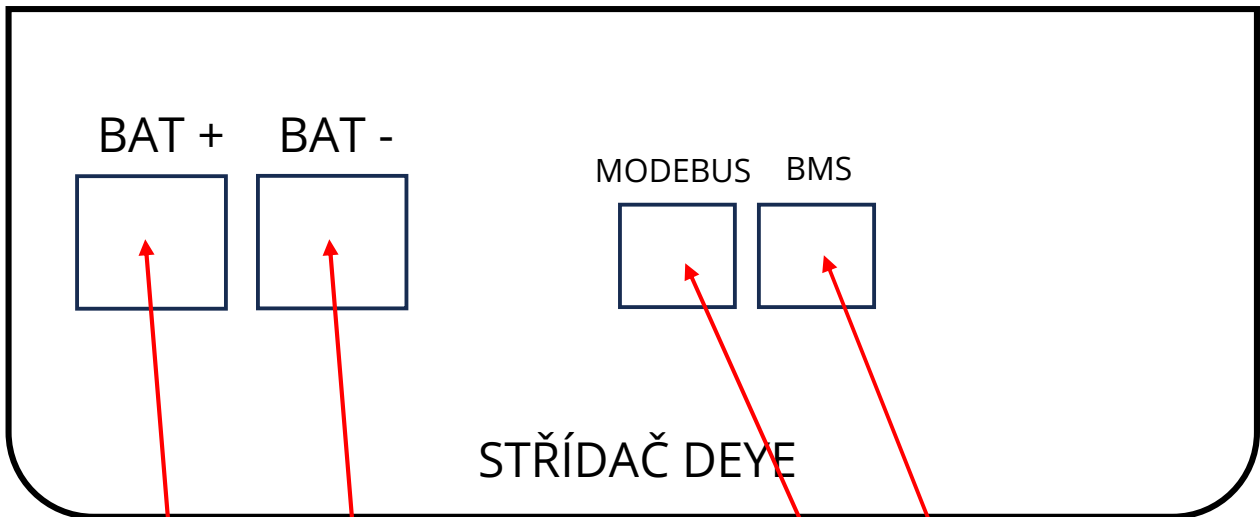 BAT +
BAT -
MODEBUS
BMS
STŘÍDAČ DEYE